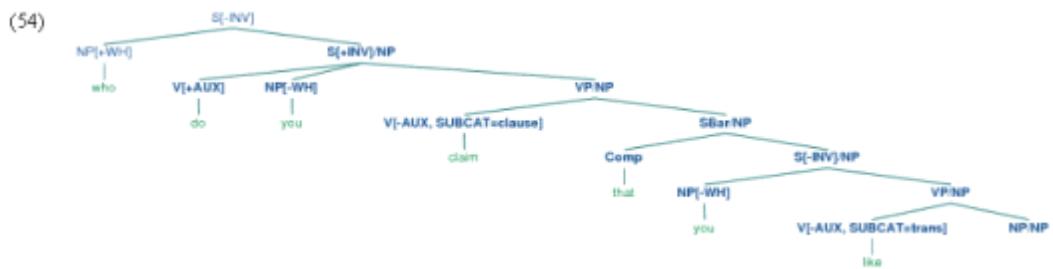 (54)
S[-INV]
NP[+WH] S[+INV]/NP
who V[+AUX] NP[-WH] VP/NP
do you V[-AUX, SUBCAT=clause] SBar/NP
claim Comp S[-INV]/NP
that NP[-WH] VP/NP
you V[-AUX, SUBCAT=trans] NP/NP
like